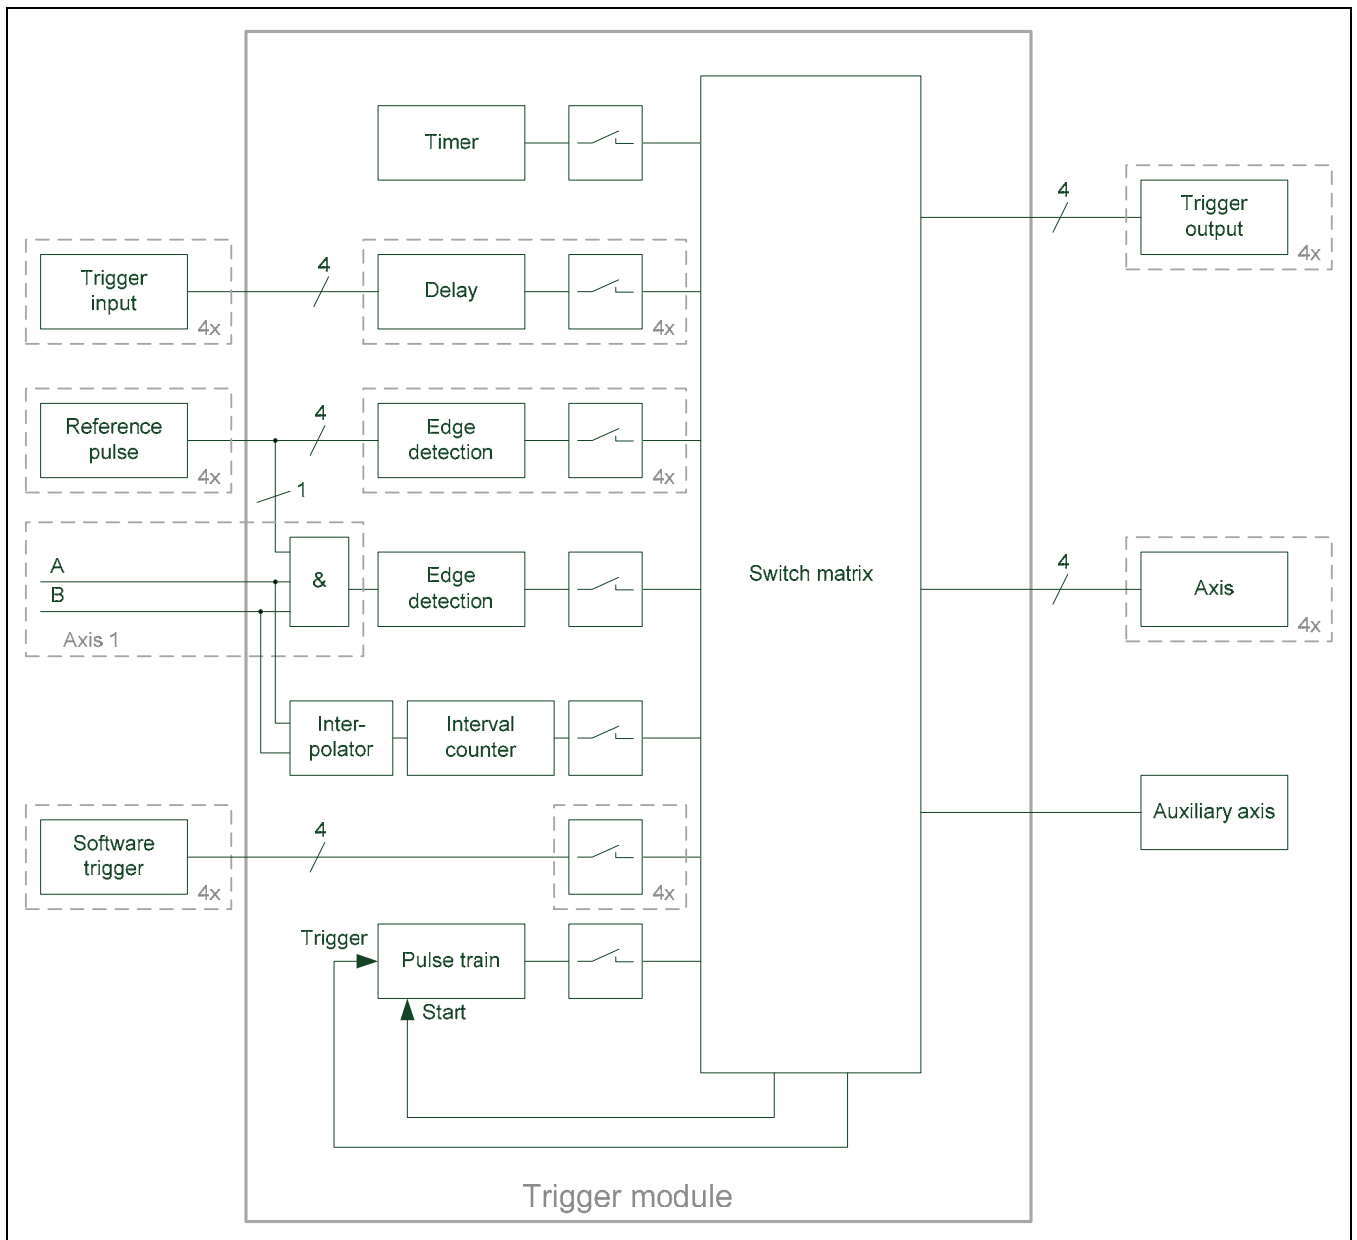 Timer
4
Trigger
output
4x
4
Trigger
input
4x
Delay
4x
4
Reference
pulse
4x
Edge
detection
4x
1
A
B
Axis 1
&
Edge
detection
Switch matrix
4
Axis
4x
Inter-
polator
Interval
counter
Auxiliary axis
4
Software
trigger
4x
4x
Trigger
Pulse train
Start
Trigger module